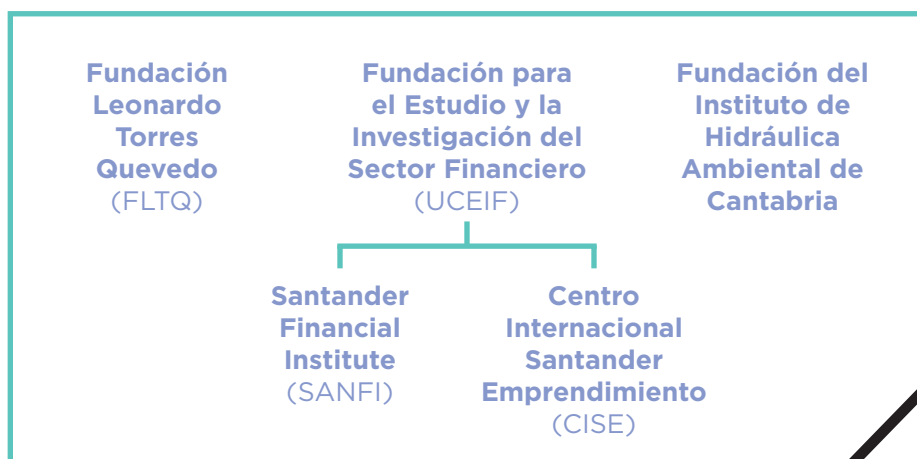 Fundación
Leonardo
Torres
Quevedo
(FLTQ)
Fundación para
el Estudio y la
Investigación del
Sector Financiero
(UCEIF)
Fundación del
Instituto de
Hidráulica
Ambiental de
Cantabria
Santander
Financial
Institute
(SANFI)
Centro
Internacional
Santander
Emprendimiento
(CISE)